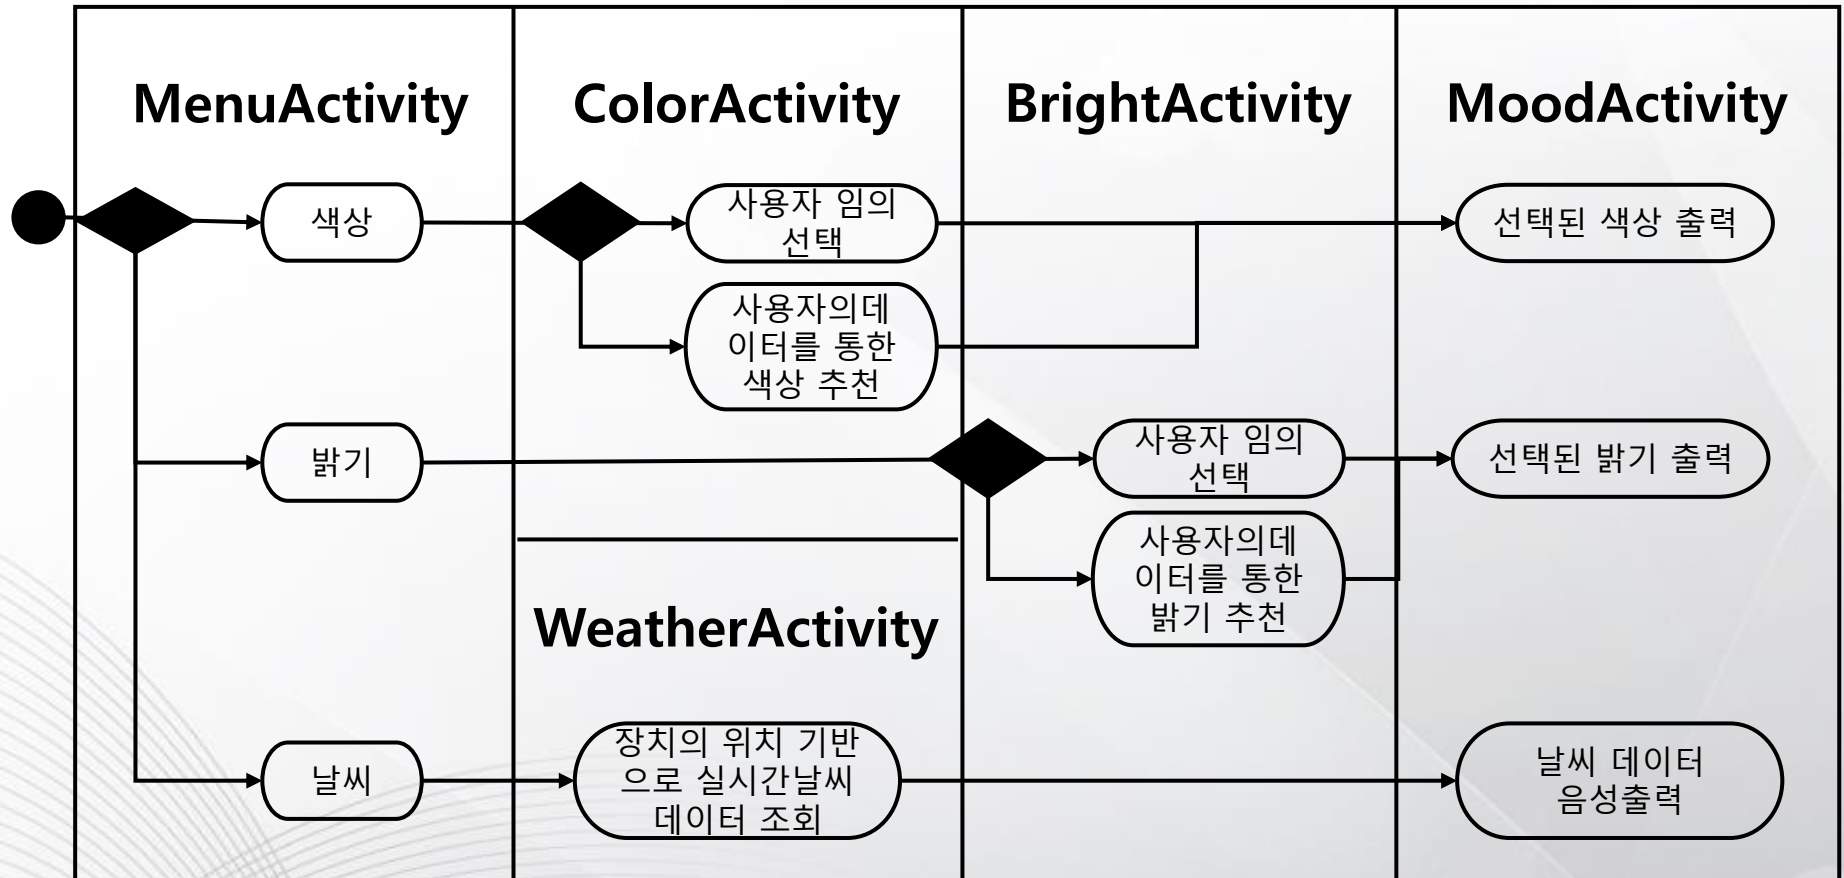 MenuActivity
ColorActivity
BrightActivity
MoodActivity
색상
사용자 임의
선택
선택된 색상 출력
사용자의데
이터를 통한
색상 추천
밝기
사용자 임의
선택
선택된 밝기 출력
사용자의데
이터를 통한
밝기 추천
WeatherActivity
날씨
장치의 위치 기반
으로 실시간날씨
데이터 조회
날씨 데이터
음성출력